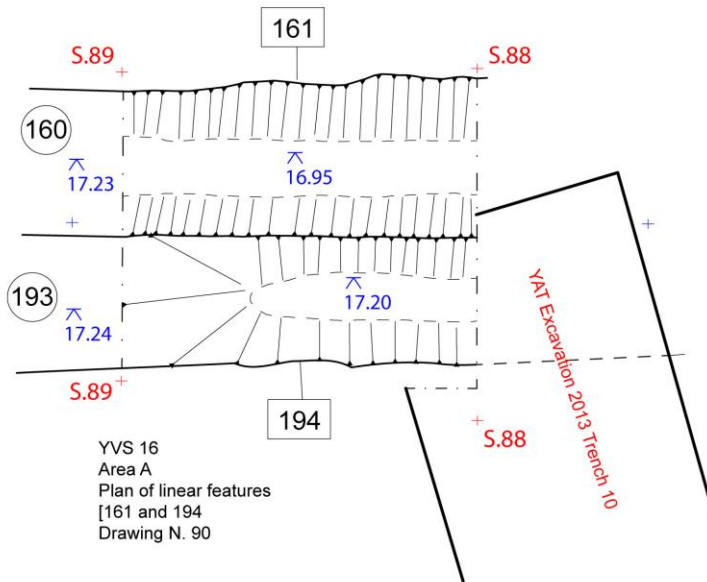 161
S.89
S.88
160
17.23
16.95
193
17.24
17.20
S.89
194
S.88
YAT Excavation 2013 Trench 10
YVS 16
Area A
Plan of linear features
[161 and 194
Drawing N. 90